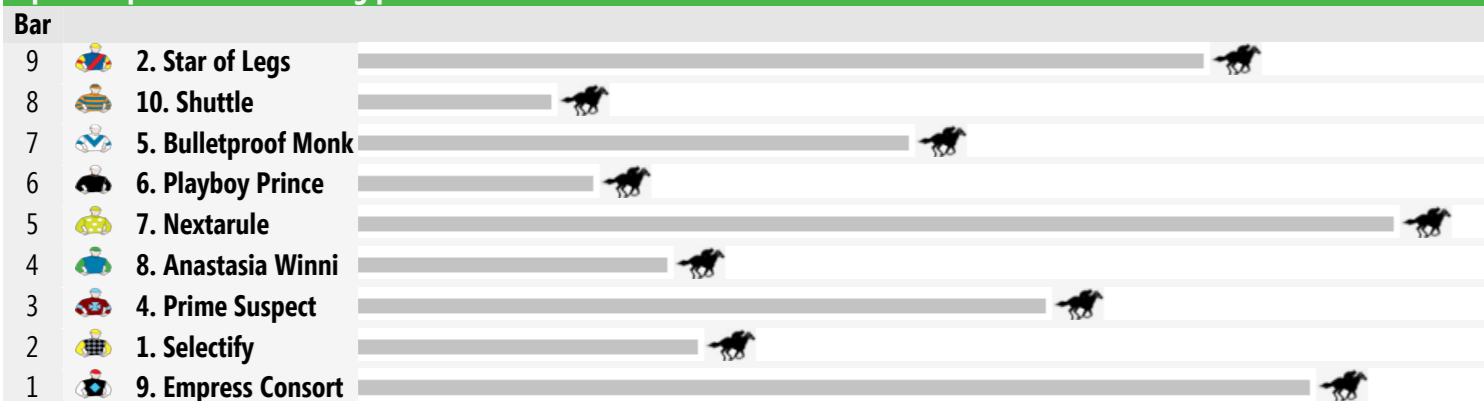 Bar
9 2. Star of Legs
8 10. Shuttle
7 5. Bulletproof Monk
6 6. Playboy Prince
5 7. Nextarule
4 8. Anastasia Winni
3 4. Prime Suspect
2 1. Selectify
1 9. Empress Consort